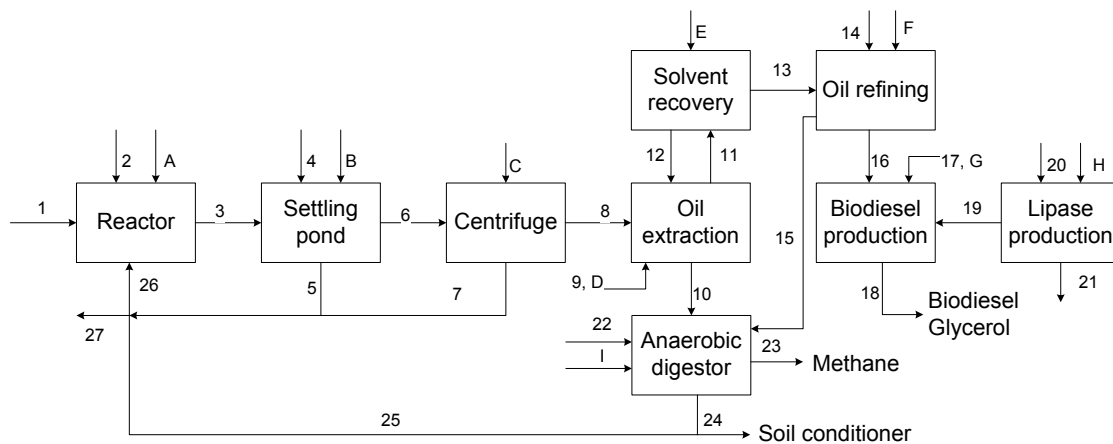 E
14
F
Solvent
recovery
13
Oil refining
2
A
4
B
C
12
11
16
17, G
20
H
1
Reactor
3
Settling
pond
6
Centrifuge
8
Oil
extraction
15
Biodiesel
production
19
Lipase
production
26
5
7
9, D
10
18
21
Biodiesel
Glycerol
27
22
I
Anaerobic
digestor
23
Methane
25
24
Soil conditioner